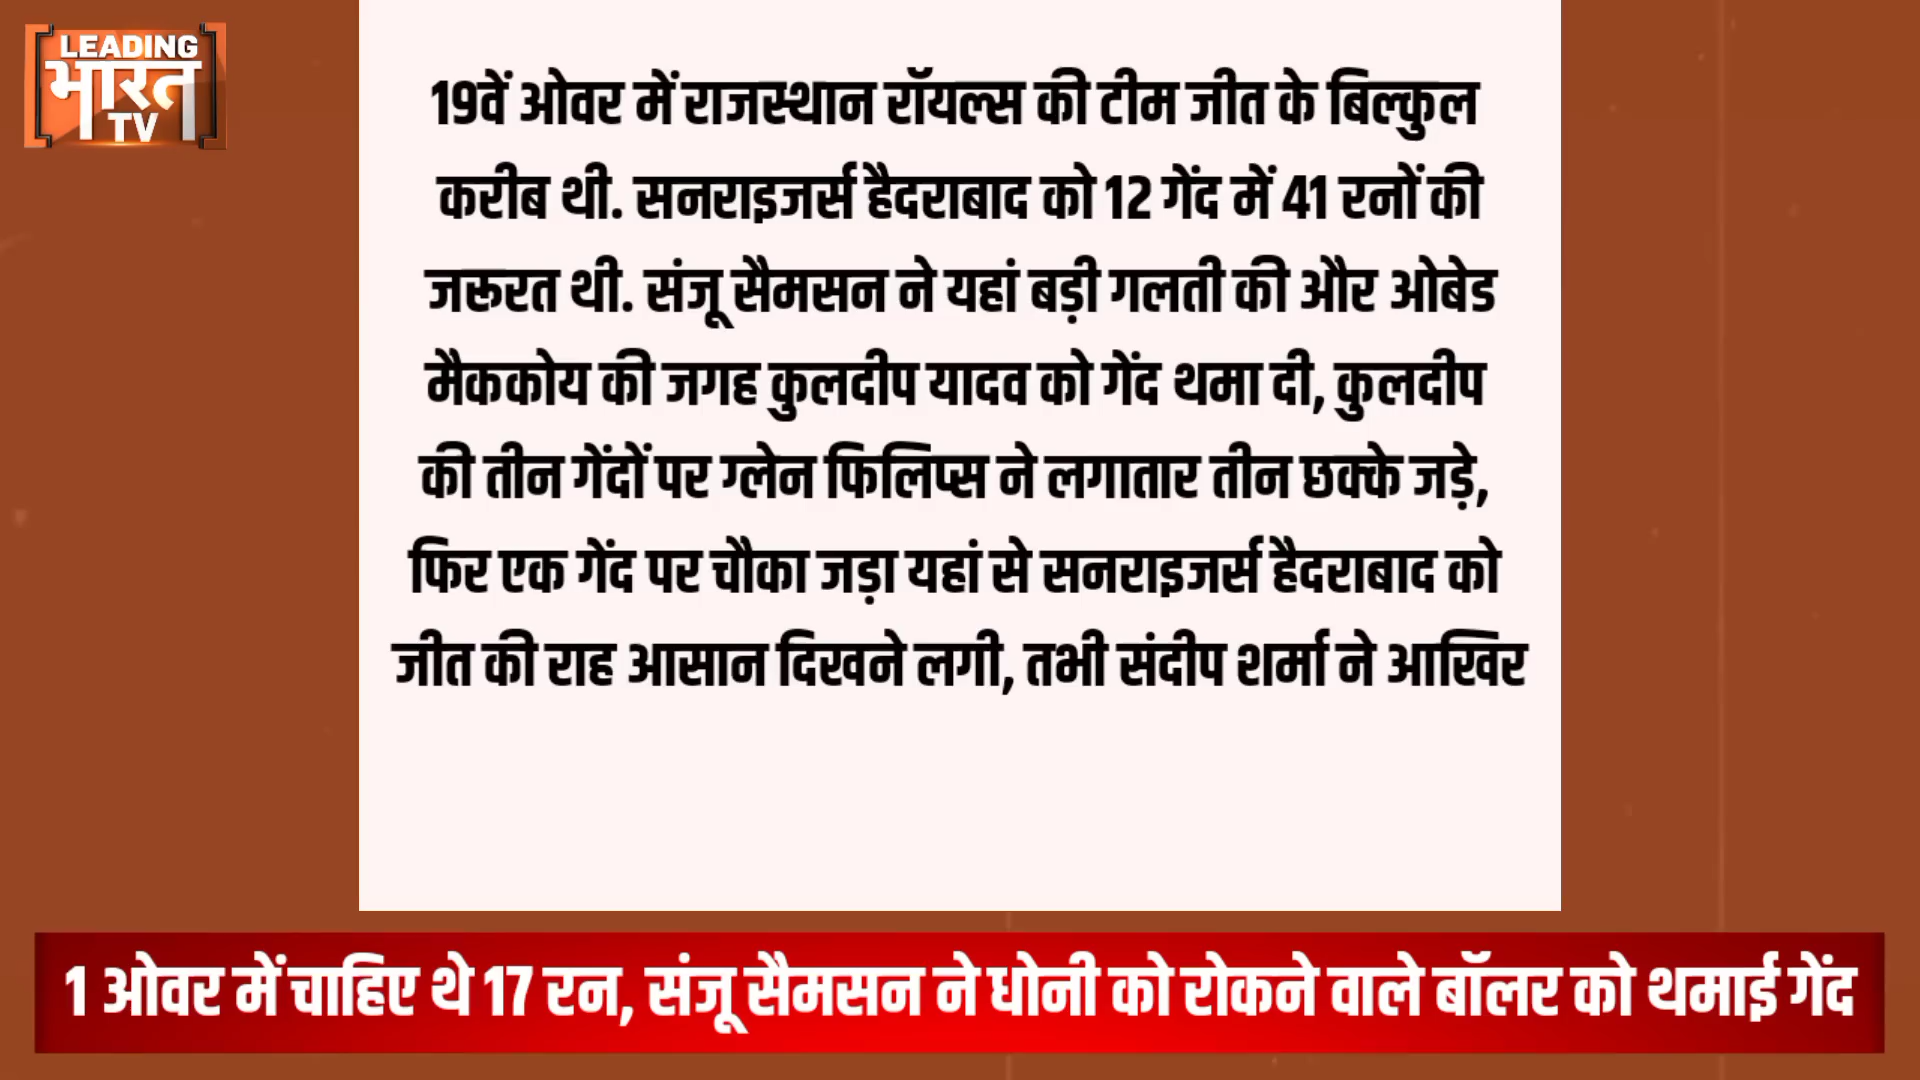 LEADING
भारत
TV
19वें ओवर में राजस्थान रॉयल्स की टीम जीत के बिल्कुल
करीब थी. सनराइजर्स हैदराबाद को 12 गेंद में 41 रनों की
जरूरत थी. संजू सैमसन ने यहां बड़ी गलती की और ओबेड
मैककोय की जगह कुलदीप यादव को गेंद थमा दी, कुलदीप
की तीन गेंदों पर ग्लेन फिलिप्स ने लगातार तीन छक्के जड़े,
फिर एक गेंद पर चौका जड़ा यहां से सनराइजर्स हैदराबाद को
जीत की राह आसान दिखने लगी, तभी संदीप शर्मा ने आखिर
1 ओवर में चाहिए थे 17 रन, संजू सैमसन ने धोनी को रोकने वाले बॉलर को थमाई गेंद